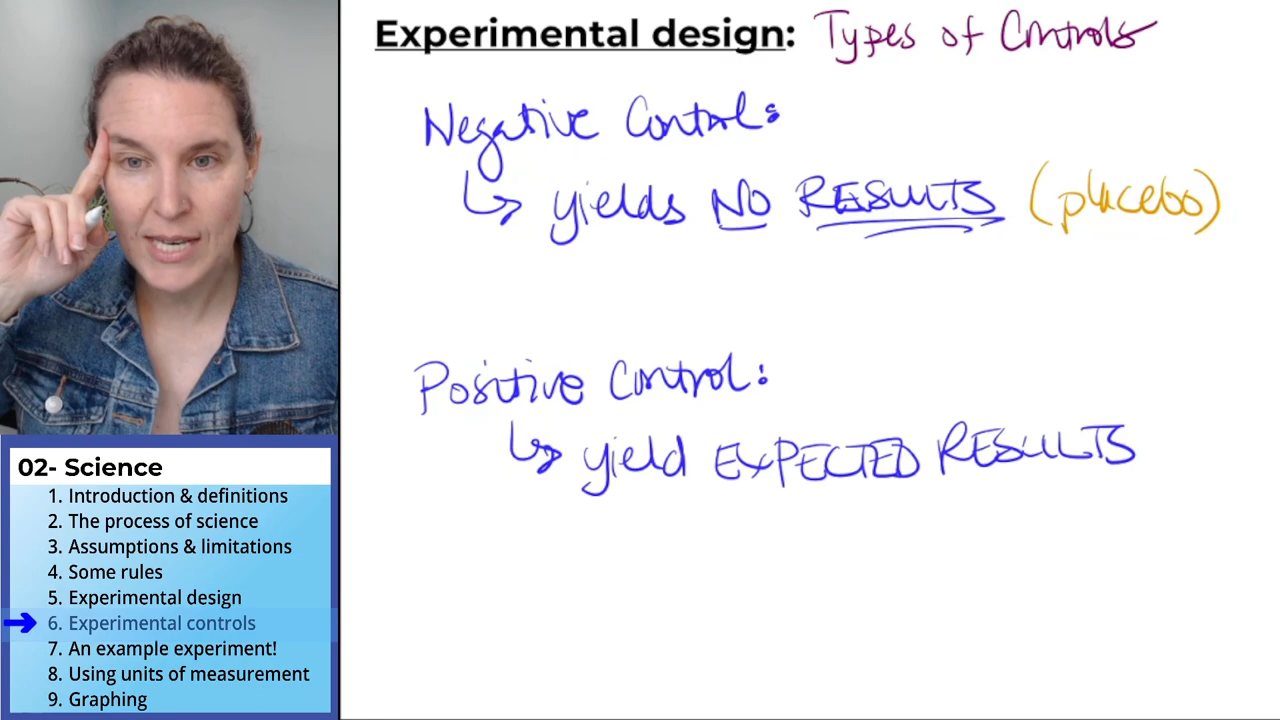 Experimental design: Types of Controls
Negative Control:
↳ yields NO RESULTS (placebo)
Positive Control:
↳ yield EXPECTED RESULTS
02- Science
1. Introduction & definitions
2. The process of science
3. Assumptions & limitations
4. Some rules
5. Experimental design
6. Experimental controls
7. An example experiment!
8. Using units of measurement
9. Graphing